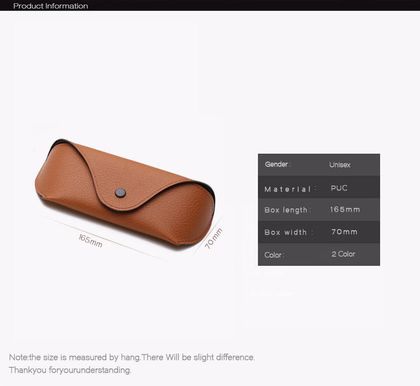 Product Information
Gender: Unisex
Material: PUC
Box length: 165mm
Box width: 70mm
Color: 2 Color
165mm
70mm
Note:the size is measured by hang.There Will be slight difference.
Thankyou foryourunderstanding.